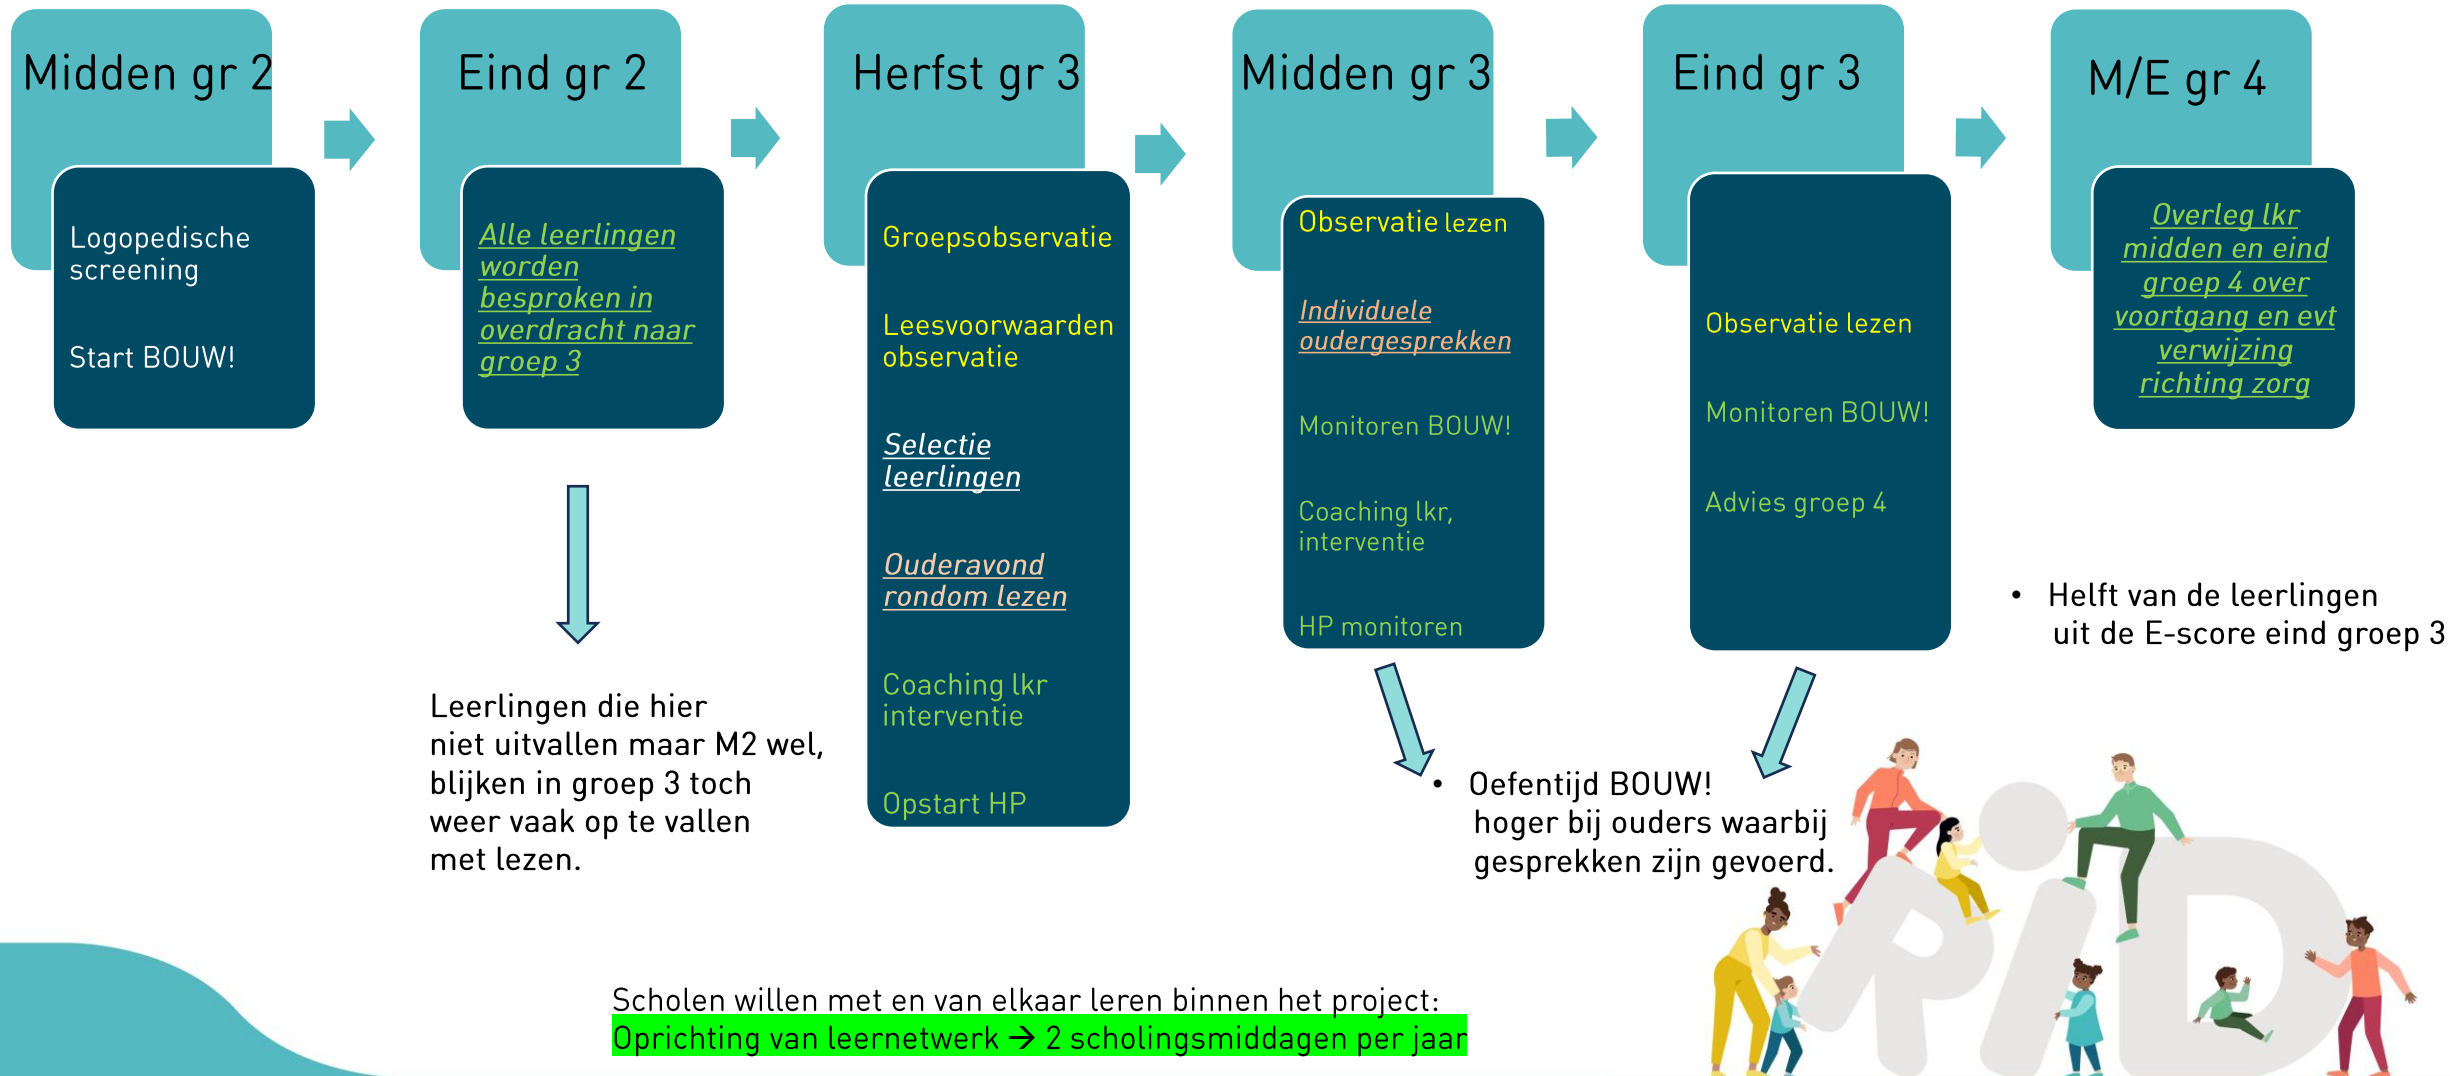 Midden gr 2
Logopedische
screening
Start BOUW!
Eind gr 2
Alle leerlingen
worden
besproken in
overdracht naar
groep 3
Leerlingen die hier
niet uitvallen maar M2 wel,
blijken in groep 3 toch
weer vaak op te vallen
met lezen.
Herfst gr 3
Groepsobservatie
Leesvoorwaarden
observatie
Selectie
leerlingen
Ouderavond
rondom lezen
Coaching lkr
interventie
Opstart HP
Midden gr 3
Observatie lezen
Individuele
oudergesprekken
Monitoren BOUW!
Coaching lkr,
interventie
HP monitoren
Eind gr 3
Observatie lezen
Monitoren BOUW!
Advies groep 4
• Oefentijd BOUW!
hoger bij ouders waarbij
gesprekken zijn gevoerd.
M/E gr 4
Overleg lkr
midden en eind
groep 4 over
voortgang en evt
verwijzing
richting zorg
• Helft van de leerlingen
uit de E-score eind groep 3
Scholen willen met en van elkaar leren binnen het project:
Oprichting van leernetwerk → 2 scholingsmiddagen per jaar
RiD